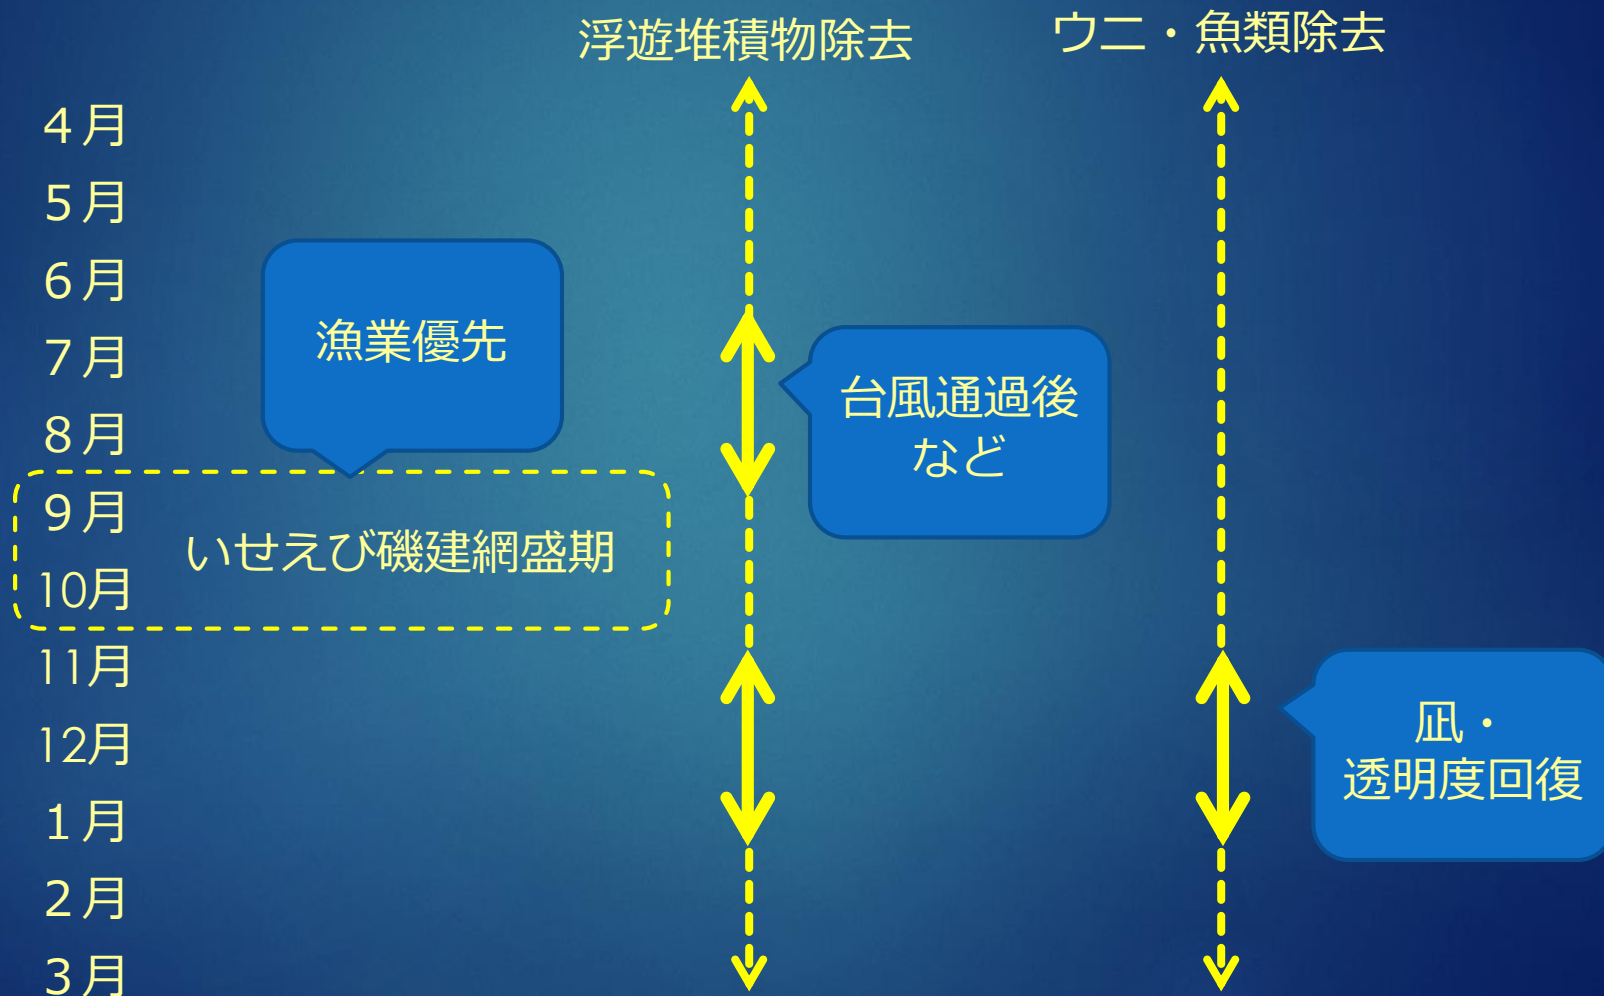 浮遊堆積物除去
ウニ・魚類除去
4月
5月
6月
7月
8月
9月
10月
11月
12月
1月
2月
3月
漁業優先
台風通過後
など
いせえび磯建網盛期
凪・
透明度回復